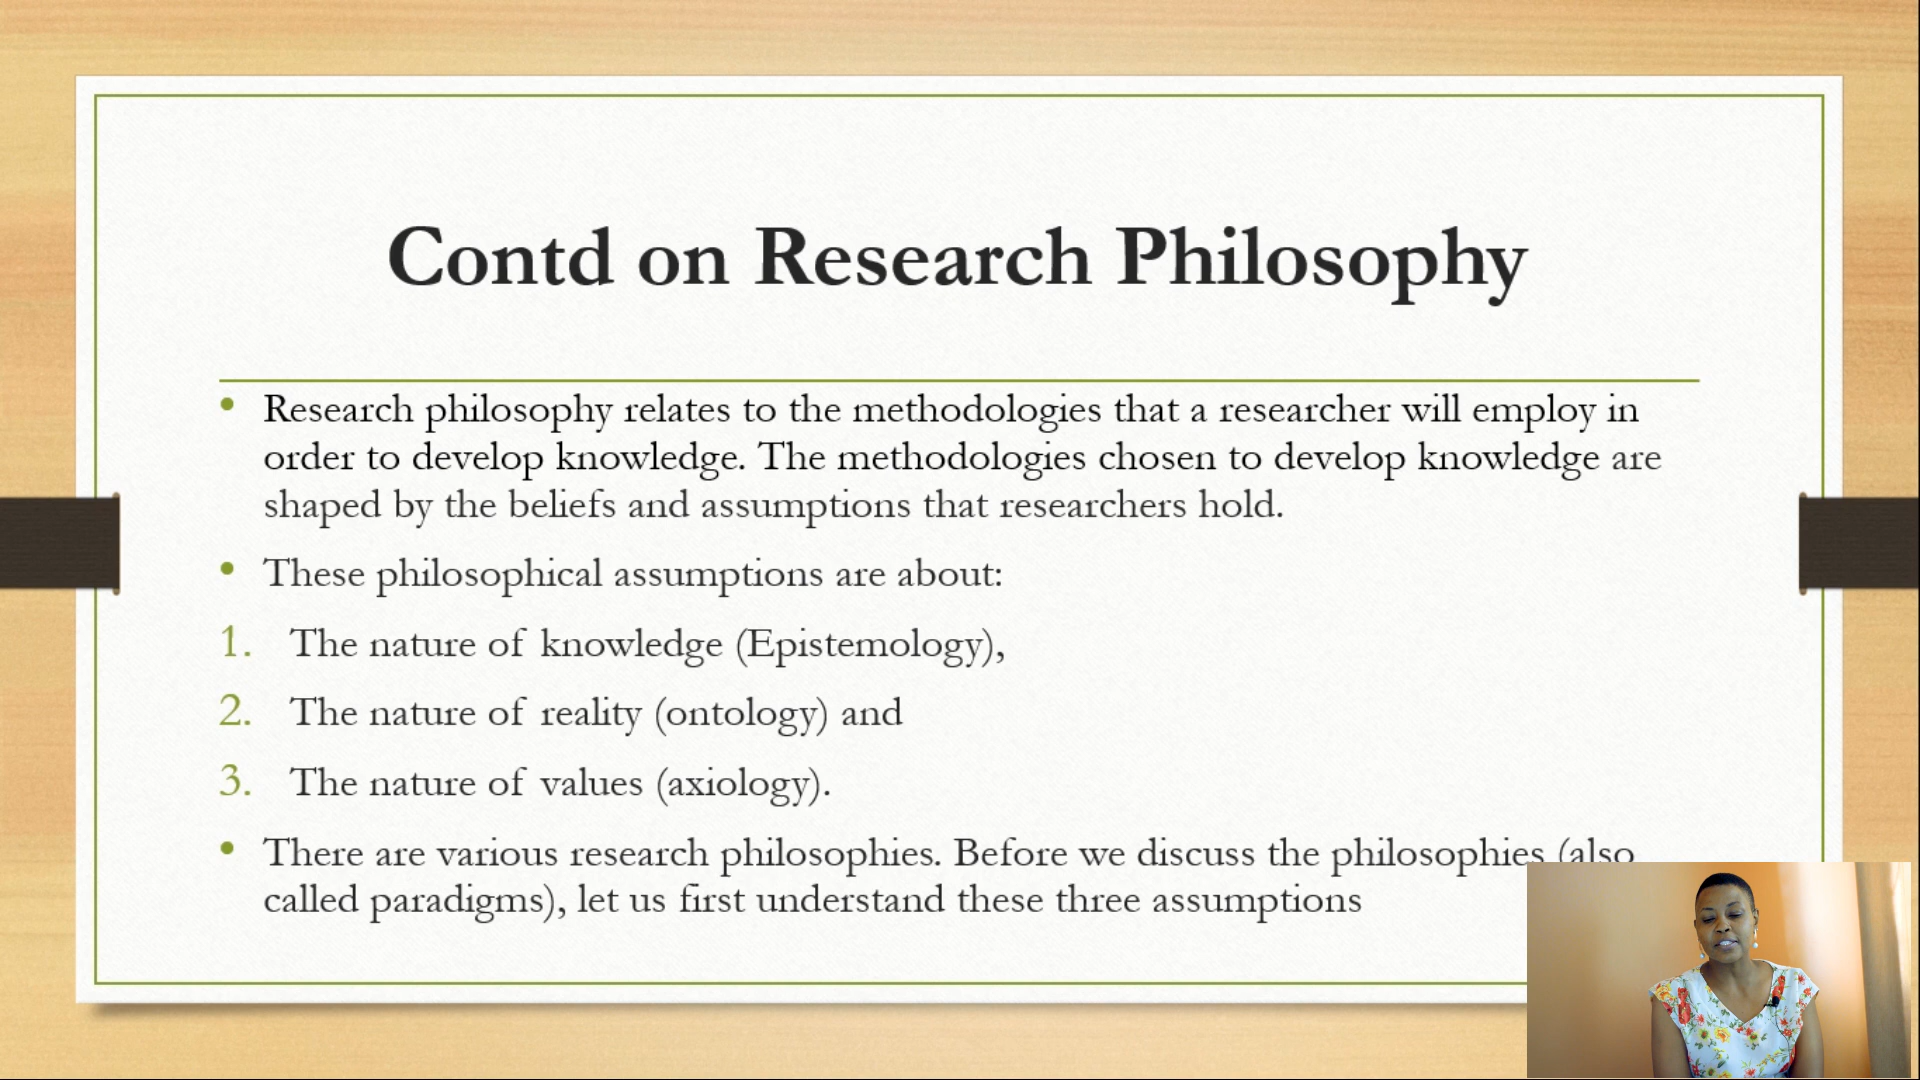 Contd on Research Philosophy
• Research philosophy relates to the methodologies that a researcher will employ in
order to develop knowledge. The methodologies chosen to develop knowledge are
shaped by the beliefs and assumptions that researchers hold.
• These philosophical assumptions are about:
1. The nature of knowledge (Epistemology),
2. The nature of reality (ontology) and
3. The nature of values (axiology).
• There are various research philosophies. Before we discuss the philosophies (also
called paradigms), let us first understand these three assumptions